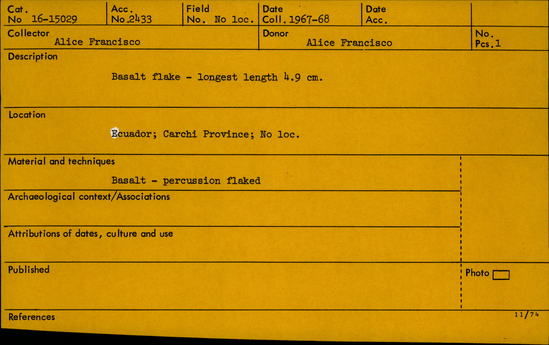 Cat. Acc. Field Date Date
No 16-15029 No.2433 No. No loc. Coll.1967-68 Acc.
Collector Donor No.
Alice Francisco Alice Francisco Pcs.1
Description
Basalt flake - longest length 4.9 cm.
Location
Ecuador; Carchi Province; No loc.
Material and techniques
Basalt - percussion flaked
Archaeological context/Associations
Attributions of dates, culture and use
Published Photo
References 11/74